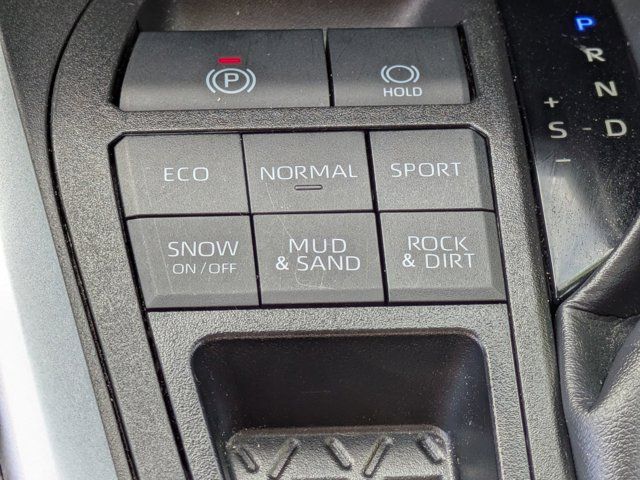 P
HOLD
ECO
NORMAL
SPORT
SNOW
ON / OFF
MUD
& SAND
ROCK
& DIRT
P
R
N
+
S - D
−